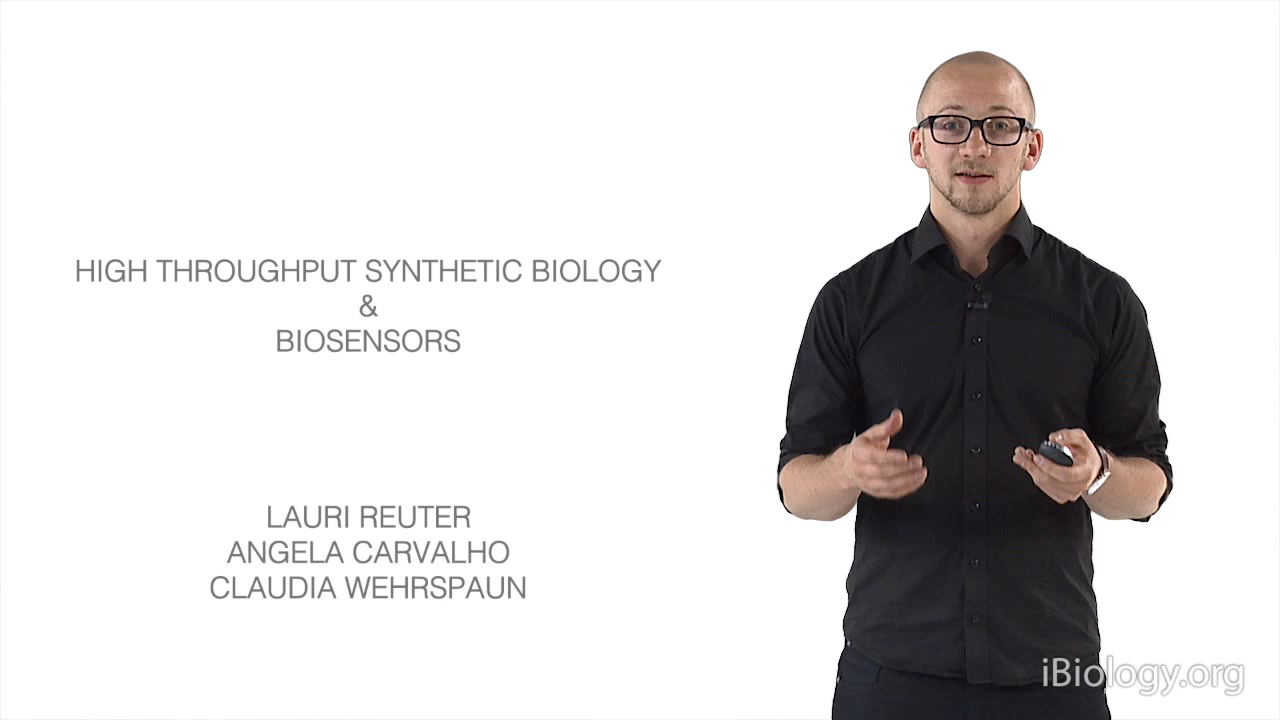 HIGH THROUGHPUT SYNTHETIC BIOLOGY
&
BIOSENSORS
LAURI REUTER
ANGELA CARVALHO
CLAUDIA WEHRSPAUN
iBiology.org